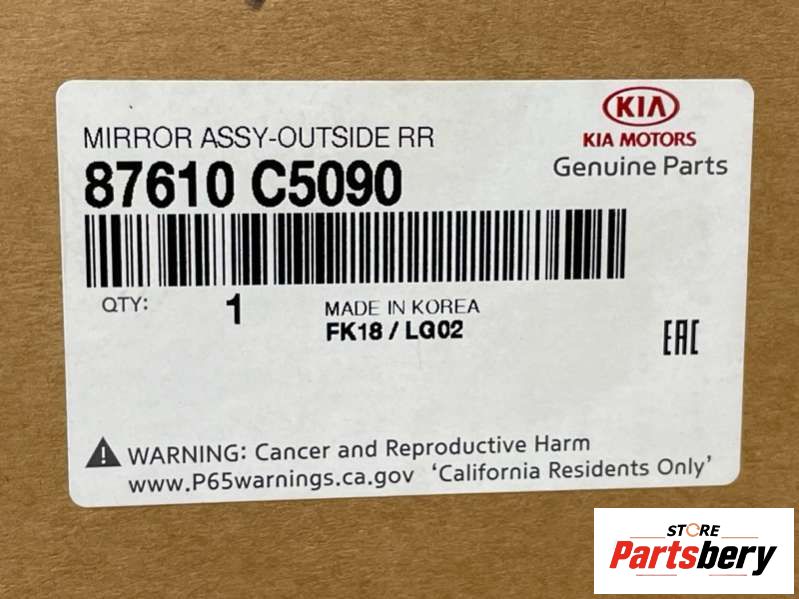 KIA
KIA MOTORS
Genuine Parts
MIRROR ASSY-OUTSIDE RR
87610 C5090
QTY: 1
MADE IN KOREA
FK18 / LG02
EAC
WARNING: Cancer and Reproductive Harm
www.P65warnings.ca.gov 'California Residents Only'
STORE
Partsbery